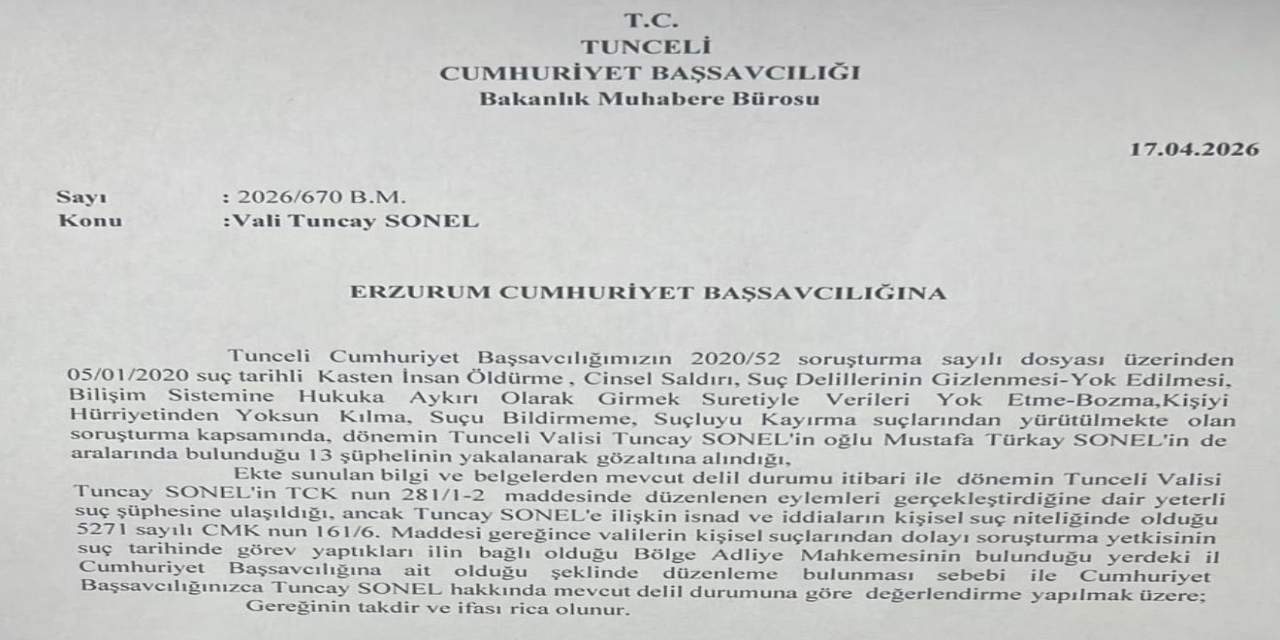 T.C.
TUNCELİ
CUMHURİYET BAŞSAVCILIĞI
Bakanlık Muhabere Bürosu
17.04.2026
Sayı : 2026/670 B.M.
Konu :Vali Tuncay SONEL
ERZURUM CUMHURİYET BAŞSAVCILIĞINA
Tunceli Cumhuriyet Başsavcılığımızın 2020/52 soruşturma sayılı dosyası üzerinden
05/01/2020 suç tarihli Kasten İnsan Öldürme , Cinsel Saldırı, Suç Delillerinin Gizlenmesi-Yok Edilmesi,
Bilişim Sistemine Hukuka Aykırı Olarak Girmek Suretiyle Verileri Yok Etme-Bozma,Kişiyi
Hürriyetinden Yoksun Kılma, Suçu Bildirmeme, Suçluyu Kayırma suçlarından yürütülmekte olan
soruşturma kapsamında, dönemin Tunceli Valisi Tuncay SONEL'in oğlu Mustafa Türkay SONEL'in de
aralarında bulunduğu 13 şüphelinin yakalanarak gözaltına alındığı,
Ekte sunulan bilgi ve belgelerden mevcut delil durumu itibari ile dönemin Tunceli Valisi
Tuncay SONEL'in TCK nun 281/1-2 maddesinde düzenlenen eylemleri gerçekleştirdiğine dair yeterli
suç şüphesine ulaşıldığı, ancak Tuncay SONEL'e ilişkin isnad ve iddiaların kişisel suç niteliğinde olduğu
5271 sayılı CMK nun 161/6. Maddesi gereğince valilerin kişisel suçlarından dolayı soruşturma yetkisinin
suç tarihinde görev yaptıkları ilin bağlı olduğu Bölge Adliye Mahkemesinin bulunduğu yerdeki il
Cumhuriyet Başsavcılığına ait olduğu şeklinde düzenleme bulunması sebebi ile Cumhuriyet
Başsavcılığınızca Tuncay SONEL hakkında mevcut delil durumuna göre değerlendirme yapılmak üzere;
Gereğinin takdir ve ifası rica olunur.